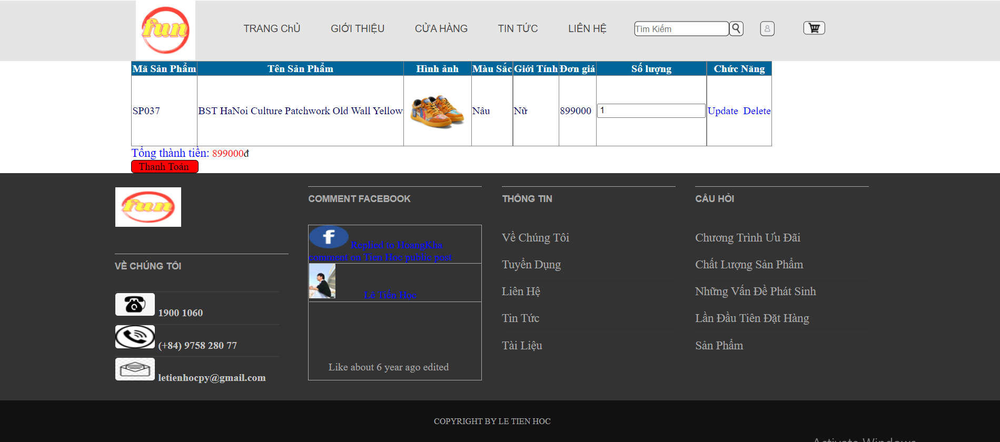 fun
TRANG ChỦ
GIỚI THIỆU
CỬA HÀNG
TIN TỨC
LIÊN HỆ
Tìm Kiếm
Mã Sản Phẩm Tên Sản Phẩm Hình ảnh Màu Sắc Giới Tính Đơn giá Số lượng Chức Năng
SP037 BST HaNoi Culture Patchwork Old Wall Yellow Nâu Nữ 899000 1 Update Delete
Tổng thành tiền: 899000đ
Thanh Toán
fun
VỀ CHÚNG TÔI
1900 1060
(+84) 9758 280 77
letienhocpy@gmail.com
COMMENT FACEBOOK
f Replied to HoangKha
comment on Tien Hoc public post
Lê Tiến Học
Like about 6 year ago edited
THÔNG TIN
Về Chúng Tôi
Tuyển Dụng
Liên Hệ
Tin Tức
Tài Liệu
CÂU HỎI
Chương Trình Ưu Đãi
Chất Lượng Sản Phẩm
Những Vấn Đề Phát Sinh
Lần Đầu Tiên Đặt Hàng
Sản Phẩm
COPYRIGHT BY LE TIEN HOC
Activate Windows